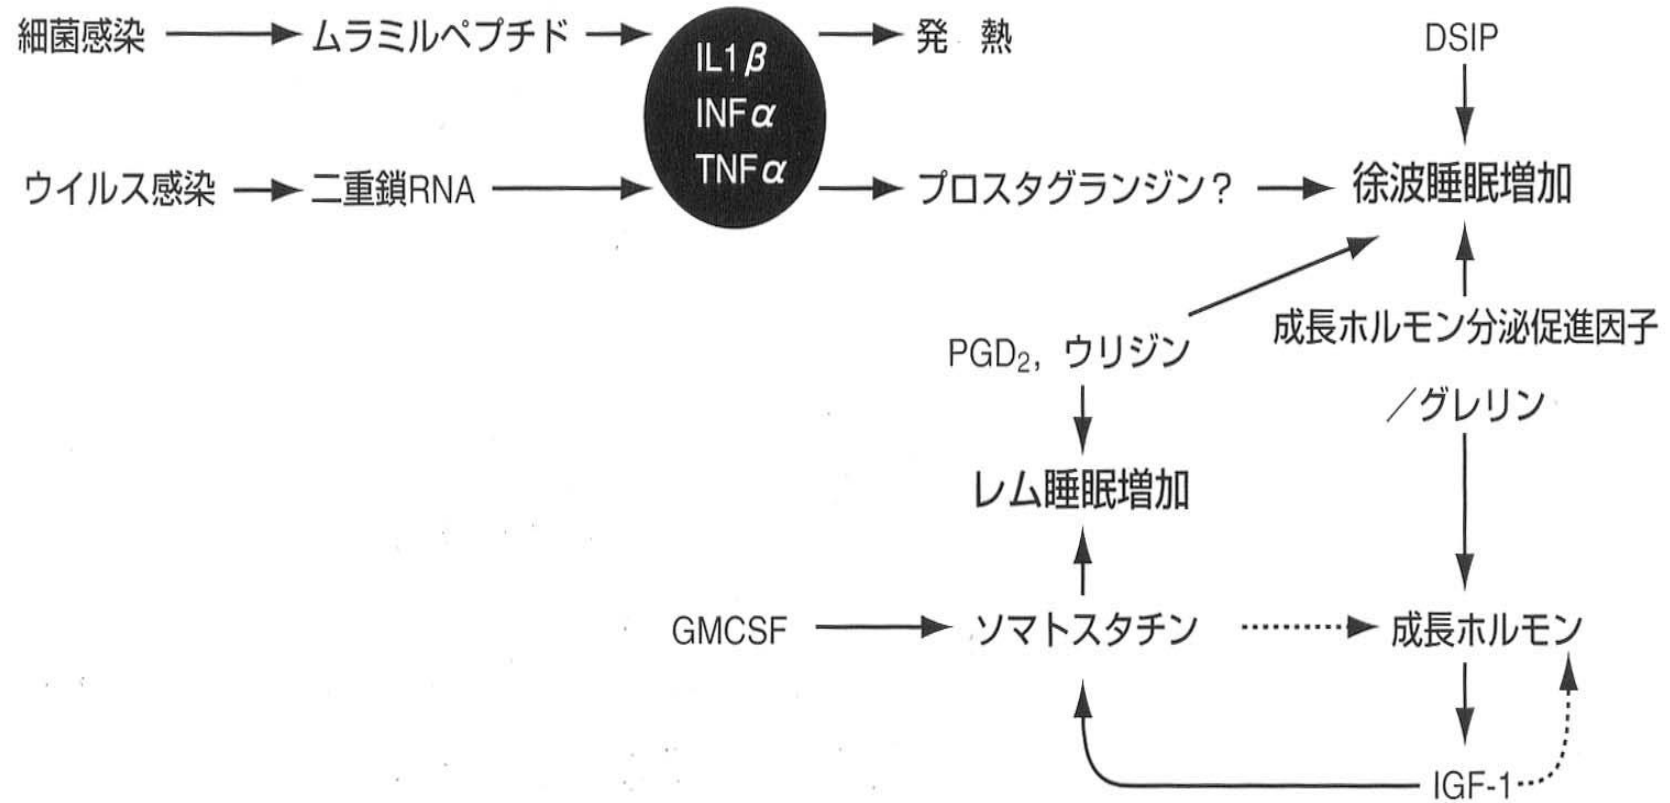 細菌感染
ムラミルペプチド
IL1β
INFα
TNFα
発 熱
DSIP
ウイルス感染
二重鎖RNA
プロスタグランジン?
徐波睡眠増加
PGD₂, ウリジン
成長ホルモン分泌促進因子
/グレリン
レム睡眠増加
GMCSF
ソマトスタチン
成長ホルモン
IGF-1